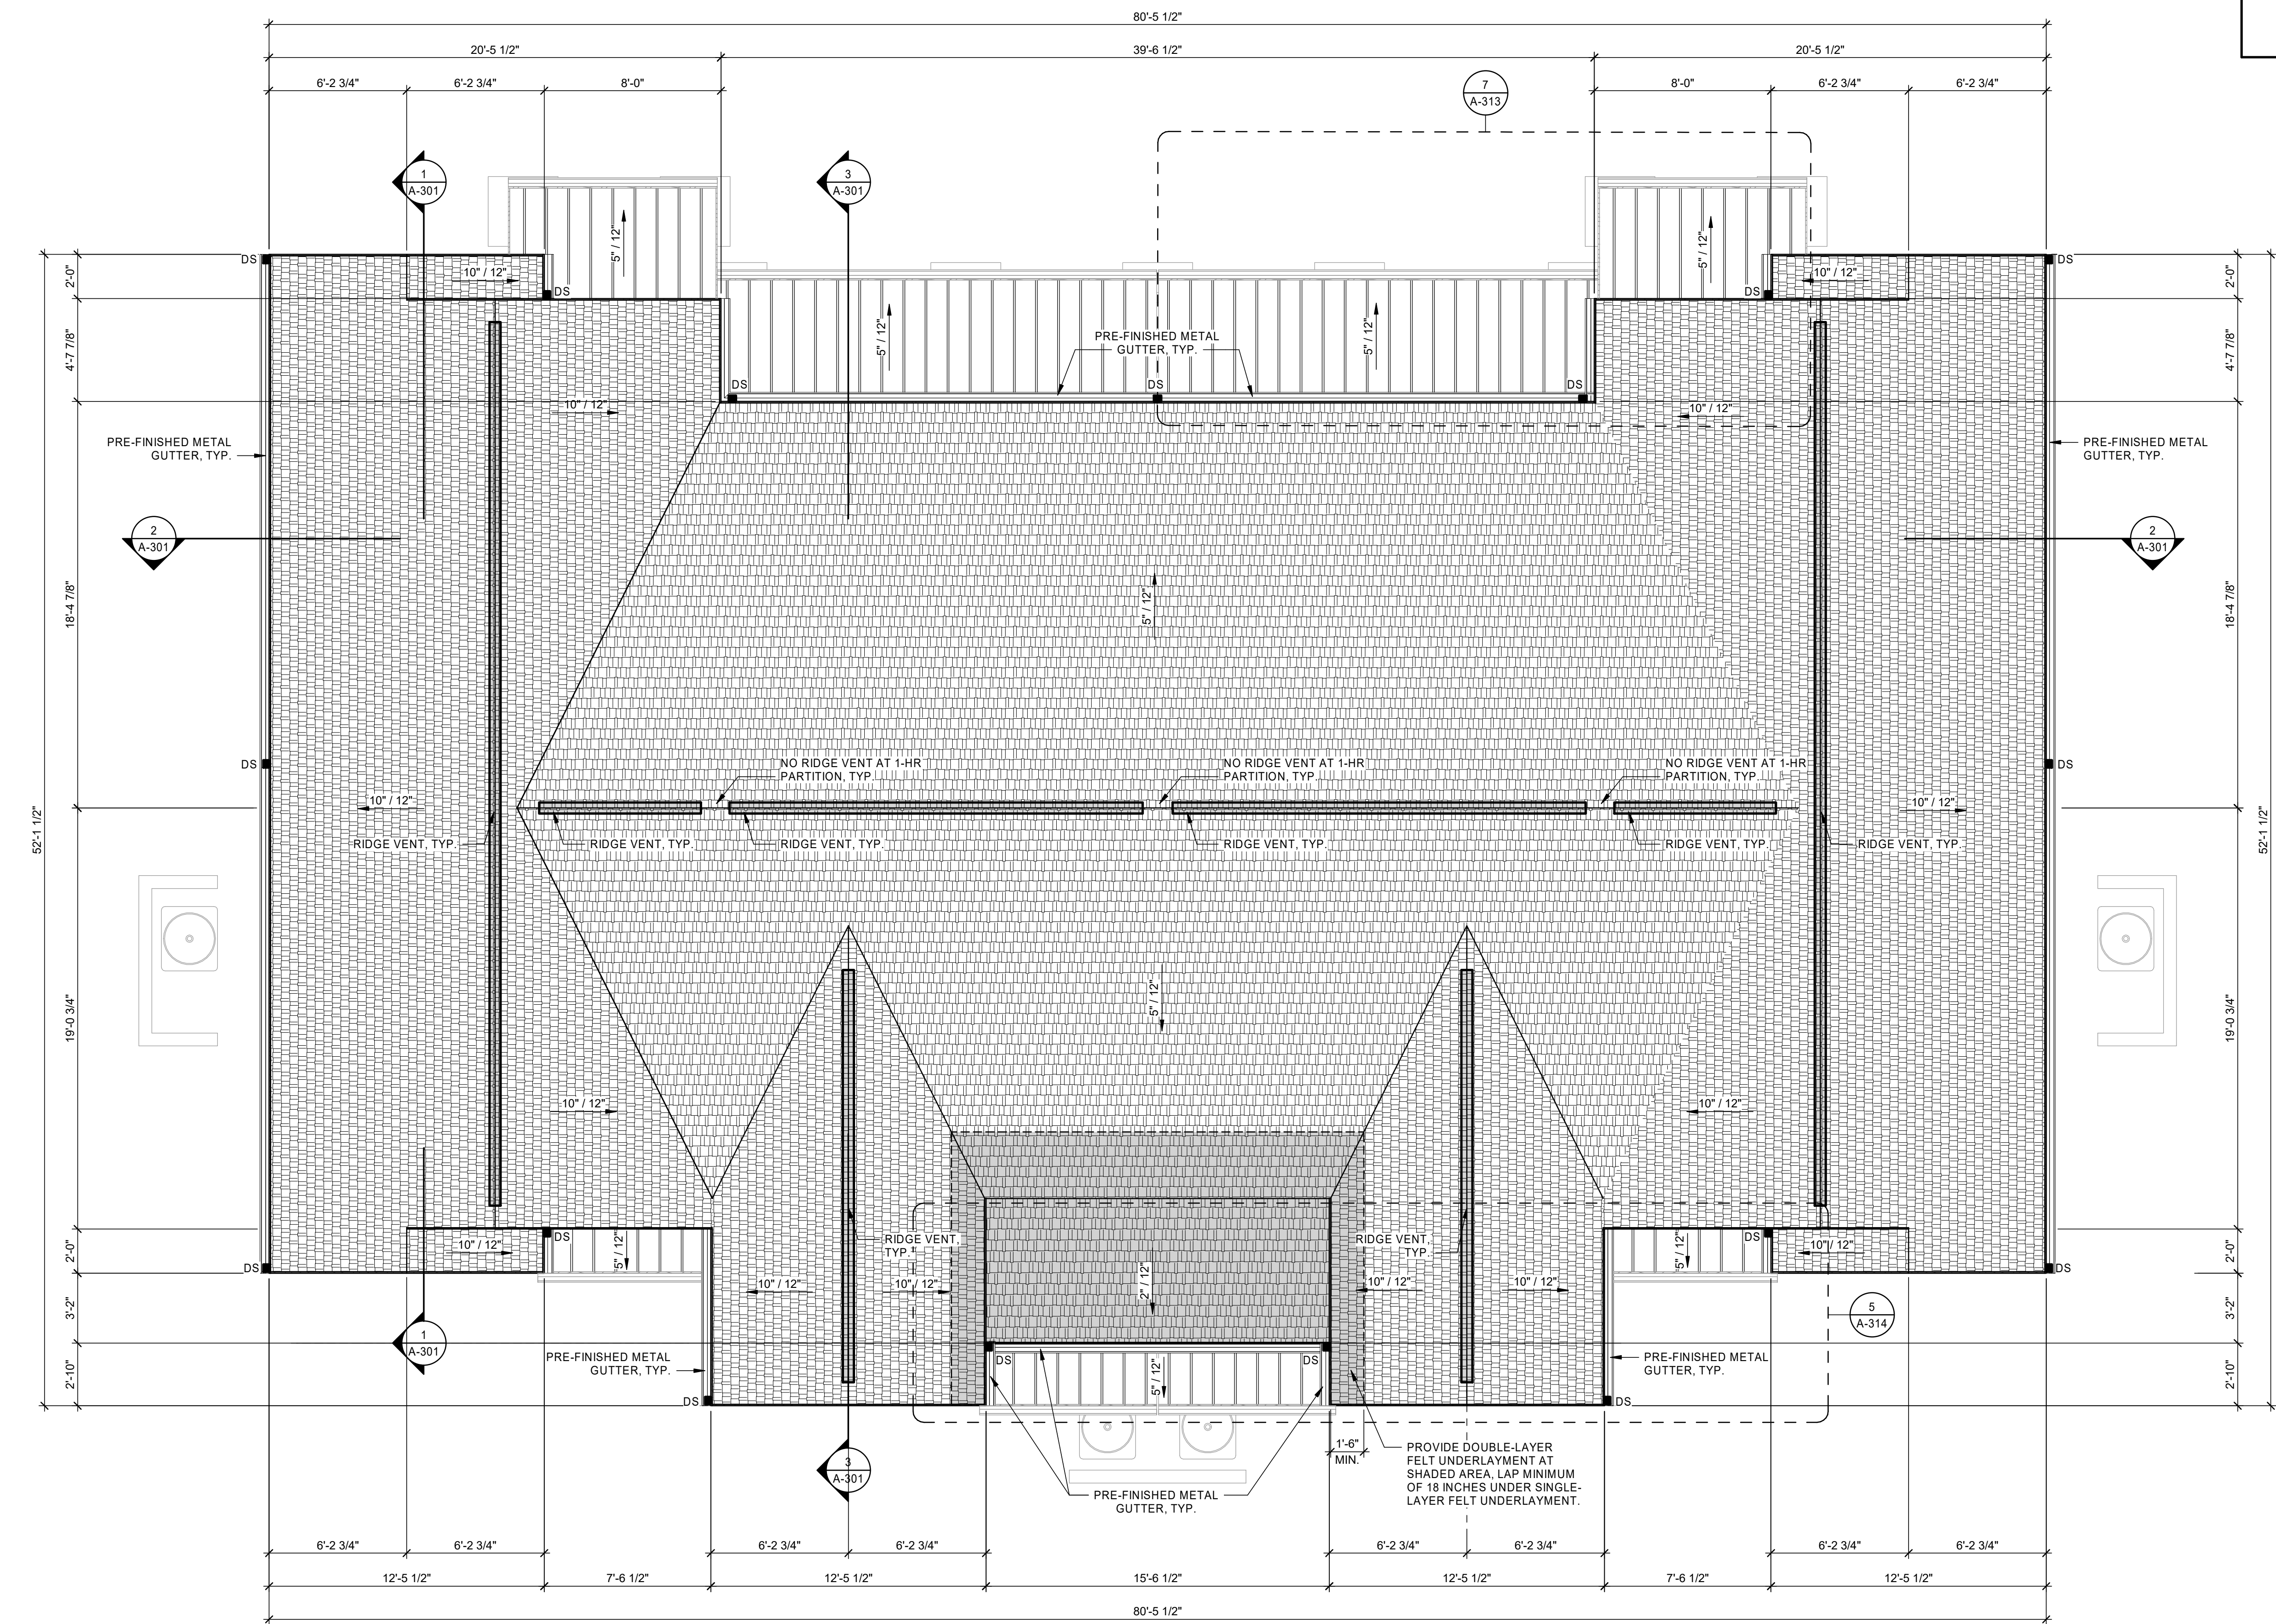 80'-5 1/2"
20'-5 1/2"
39'-6 1/2"
20'-5 1/2"
6'-2 3/4"
6'-2 3/4"
8'-0"
8'-0"
6'-2 3/4"
6'-2 3/4"
7
A-313
1
A-301
3
A-301
5" / 12"
5" / 12"
DS
DS
2'-0"
10" / 12"
10" / 12"
2'-0"
DS
DS
4'-7 7/8"
5" / 12"
PRE-FINISHED METAL
GUTTER, TYP.
5" / 12"
4'-7 7/8"
DS
DS
DS
10" / 12"
10" / 12"
PRE-FINISHED METAL
GUTTER, TYP.
PRE-FINISHED METAL
GUTTER, TYP.
2
A-301
2
A-301
18'-4 7/8"
5" / 12"
18'-4 7/8"
DS
DS
NO RIDGE VENT AT 1-HR
PARTITION, TYP.
NO RIDGE VENT AT 1-HR
PARTITION, TYP.
NO RIDGE VENT AT 1-HR
PARTITION, TYP.
10" / 12"
10" / 12"
52'-1 1/2"
52'-1 1/2"
RIDGE VENT, TYP.
RIDGE VENT, TYP.
RIDGE VENT, TYP.
RIDGE VENT, TYP.
RIDGE VENT, TYP.
RIDGE VENT, TYP.
19'-0 3/4"
5" / 12"
19'-0 3/4"
10" / 12"
10" / 12"
2'-0"
10" / 12"
DS
5" / 12"
RIDGE VENT,
TYP.
RIDGE VENT,
TYP.
5" / 12"
DS
10" / 12"
2'-0"
DS
DS
10" / 12"
10" / 12"
2" / 12"
10" / 12"
10" / 12"
3'-2"
1
A-301
5
A-314
3'-2"
PRE-FINISHED METAL
GUTTER, TYP.
DS
5" / 12"
DS
PRE-FINISHED METAL
GUTTER, TYP.
2'-10"
2'-10"
DS
DS
3
A-301
1'-6"
MIN.
PROVIDE DOUBLE-LAYER
FELT UNDERLAYMENT AT
SHADED AREA, LAP MINIMUM
OF 18 INCHES UNDER SINGLE-
LAYER FELT UNDERLAYMENT.
PRE-FINISHED METAL
GUTTER, TYP.
6'-2 3/4"
6'-2 3/4"
6'-2 3/4"
6'-2 3/4"
6'-2 3/4"
6'-2 3/4"
6'-2 3/4"
6'-2 3/4"
12'-5 1/2"
7'-6 1/2"
12'-5 1/2"
15'-6 1/2"
12'-5 1/2"
7'-6 1/2"
12'-5 1/2"
80'-5 1/2"